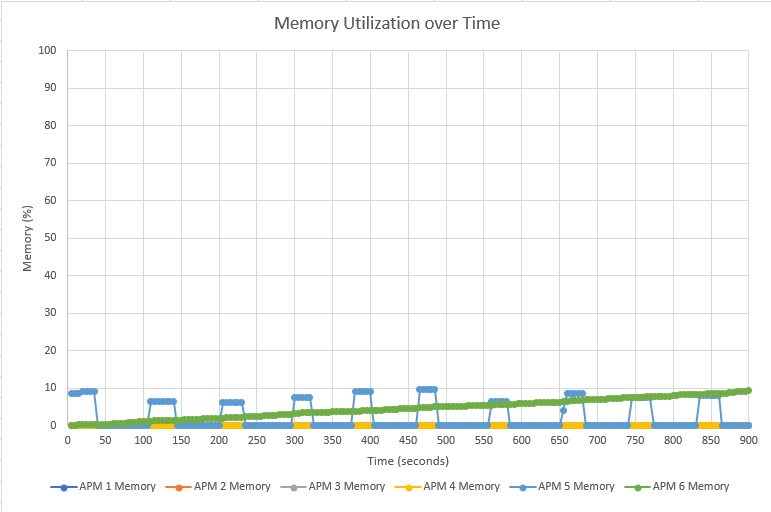 Memory Utilization over Time
100
90
80
70
60
50
40
30
20
10
0
Memory (%)
0 50 100 150 200 250 300 350 400 450 500 550 600 650 700 750 800 850 900
Time (seconds)
APM 1 Memory APM 2 Memory APM 3 Memory APM 4 Memory APM 5 Memory APM 6 Memory